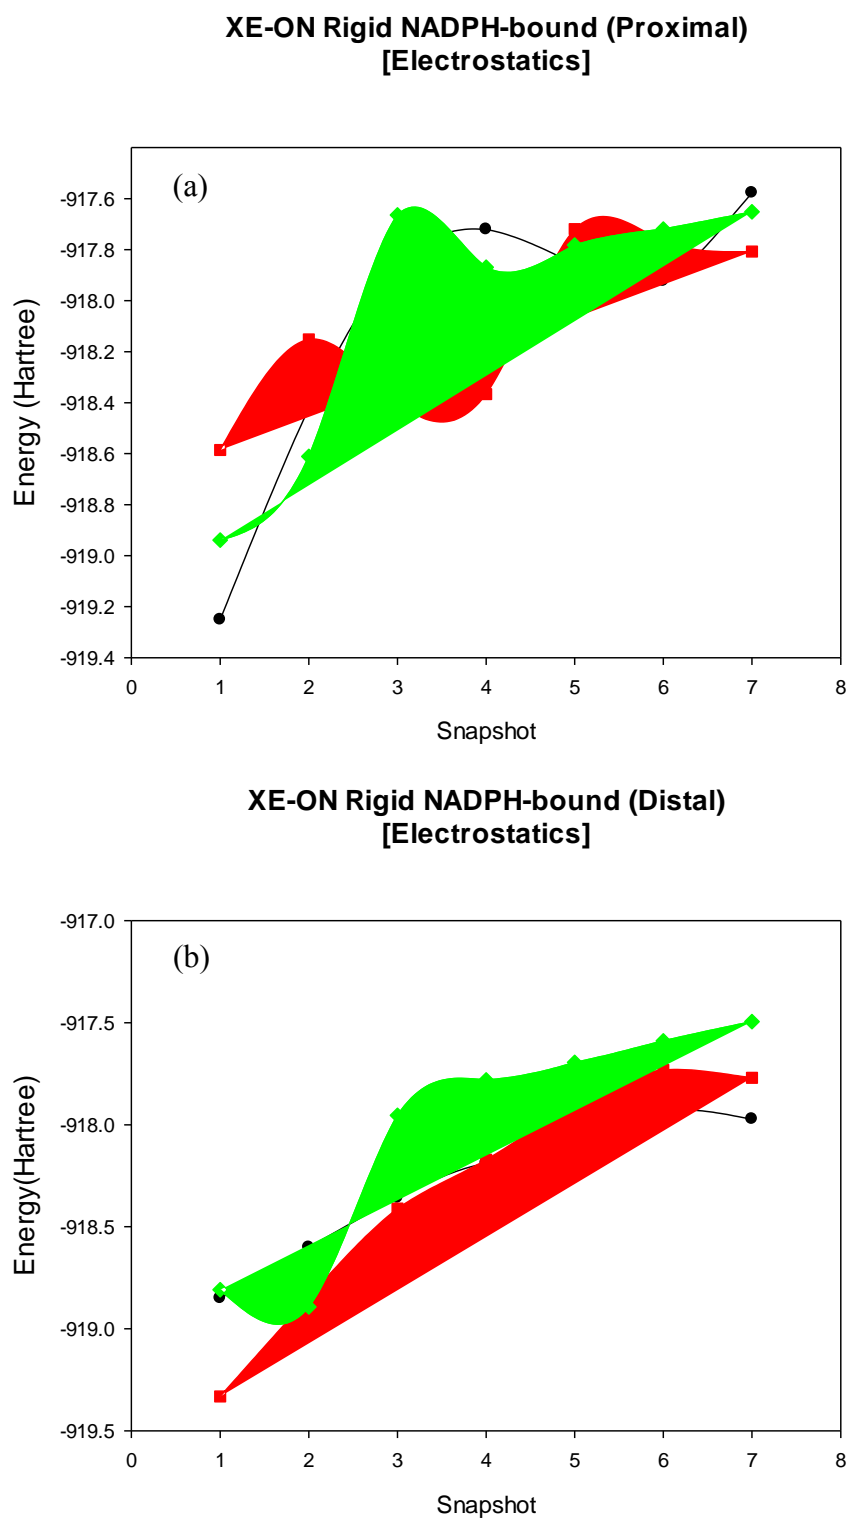 XE-ON Rigid NADPH-bound (Proximal)
[Electrostatics]
(a)
Energy (Hartree)
-917.6
-917.8
-918.0
-918.2
-918.4
-918.6
-918.8
-919.0
-919.2
-919.4
0 1 2 3 4 5 6 7 8
Snapshot
XE-ON Rigid NADPH-bound (Distal)
[Electrostatics]
(b)
Energy(Hartree)
-917.0
-917.5
-918.0
-918.5
-919.0
-919.5
0 1 2 3 4 5 6 7 8
Snapshot